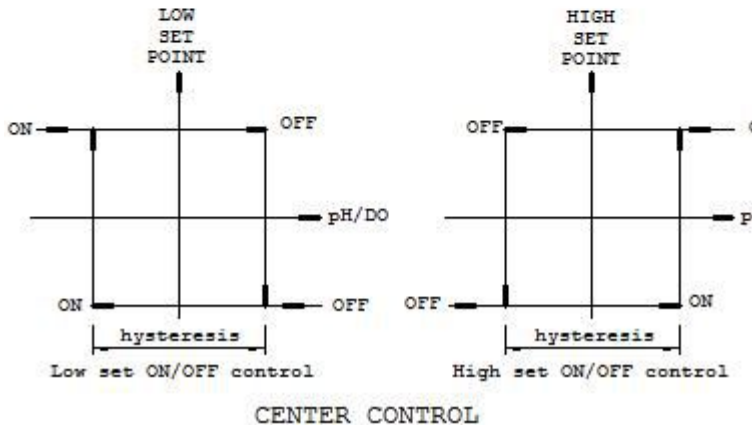 LOW
SET
POINT
HIGH
SET
POINT
ON
OFF
OFF
pH/DO
ON
OFF
OFF
ON
hysteresis
hysteresis
Low set ON/OFF control
High set ON/OFF control
CENTER CONTROL